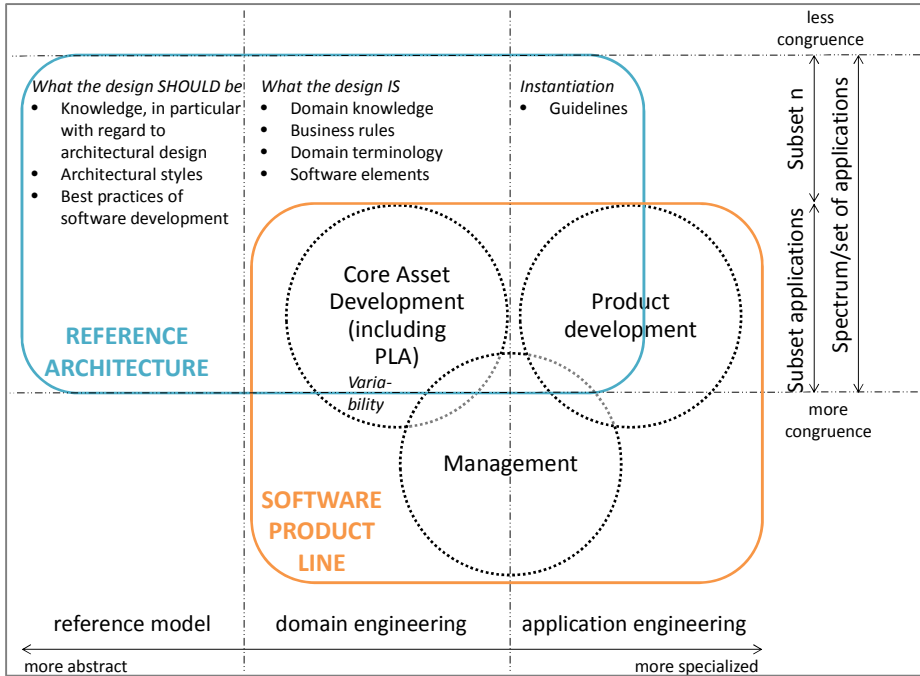 less
congruence
What the design SHOULD be
• Knowledge, in particular
with regard to
architectural design
• Architectural styles
• Best practices of
software development
What the design IS
• Domain knowledge
• Business rules
• Domain terminology
• Software elements
Instantiation
• Guidelines
Subset n
Subset applications
Spectrum/set of applications
Core Asset
Development
(including
PLA)
Varia-
bility
Product
development
REFERENCE
ARCHITECTURE
more
congruence
Management
SOFTWARE
PRODUCT
LINE
reference model
domain engineering
application engineering
more abstract
more specialized